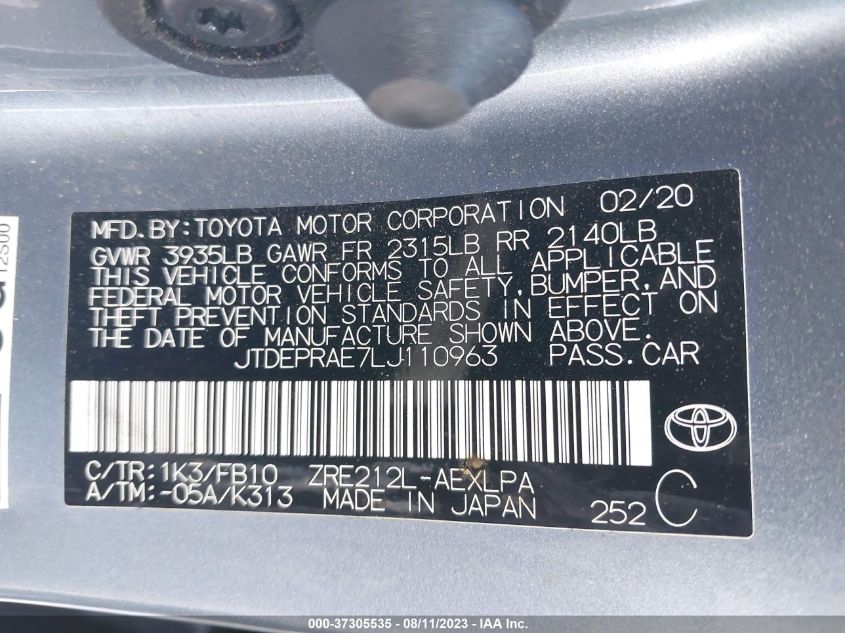 MFD. BY: TOYOTA MOTOR CORPORATION 02/20
GVWR 3935LB GAWR FR 2315LB RR 2140LB
THIS VEHICLE CONFORMS TO ALL APPLICABLE
FEDERAL MOTOR VEHICLE SAFETY, BUMPER, AND
THEFT PREVENTION STANDARDS IN EFFECT ON
THE DATE OF MANUFACTURE SHOWN ABOVE.
JTDEPRAE7LJ110963 PASS. CAR
C/TR: 1K3/FB10 ZRE212L-AEXLPA
A/TM: -05A/K313 MADE IN JAPAN 252 C
12S00
000-37305535 - 08/11/2023 - Copyright © 2023 - IAA Inc.